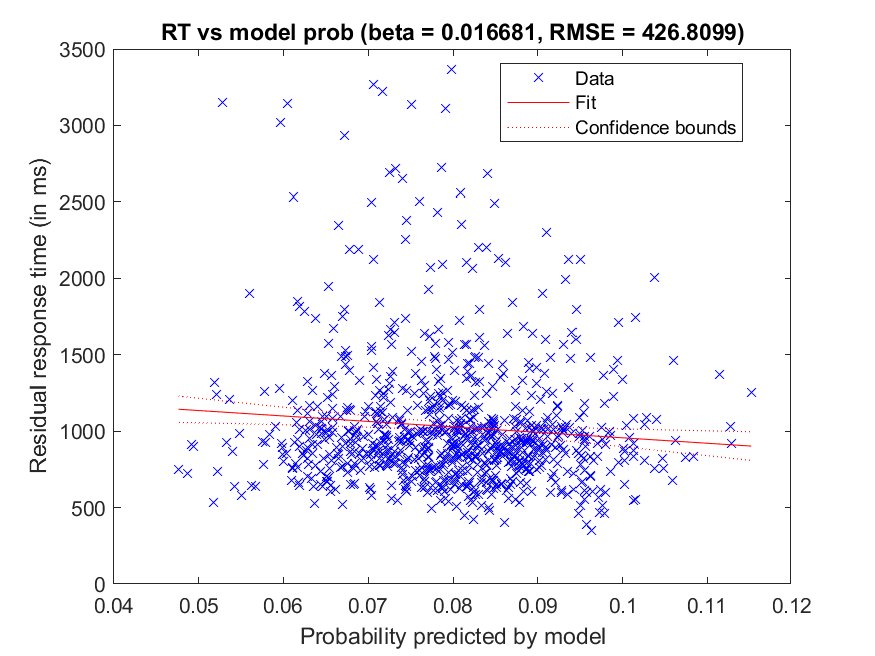 RT vs model prob (beta = 0.016681, RMSE = 426.8099)
3500
3000
2500
2000
1500
1000
500
0
Residual response time (in ms)
Data
Fit
Confidence bounds
0.04 0.05 0.06 0.07 0.08 0.09 0.1 0.11 0.12
Probability predicted by model